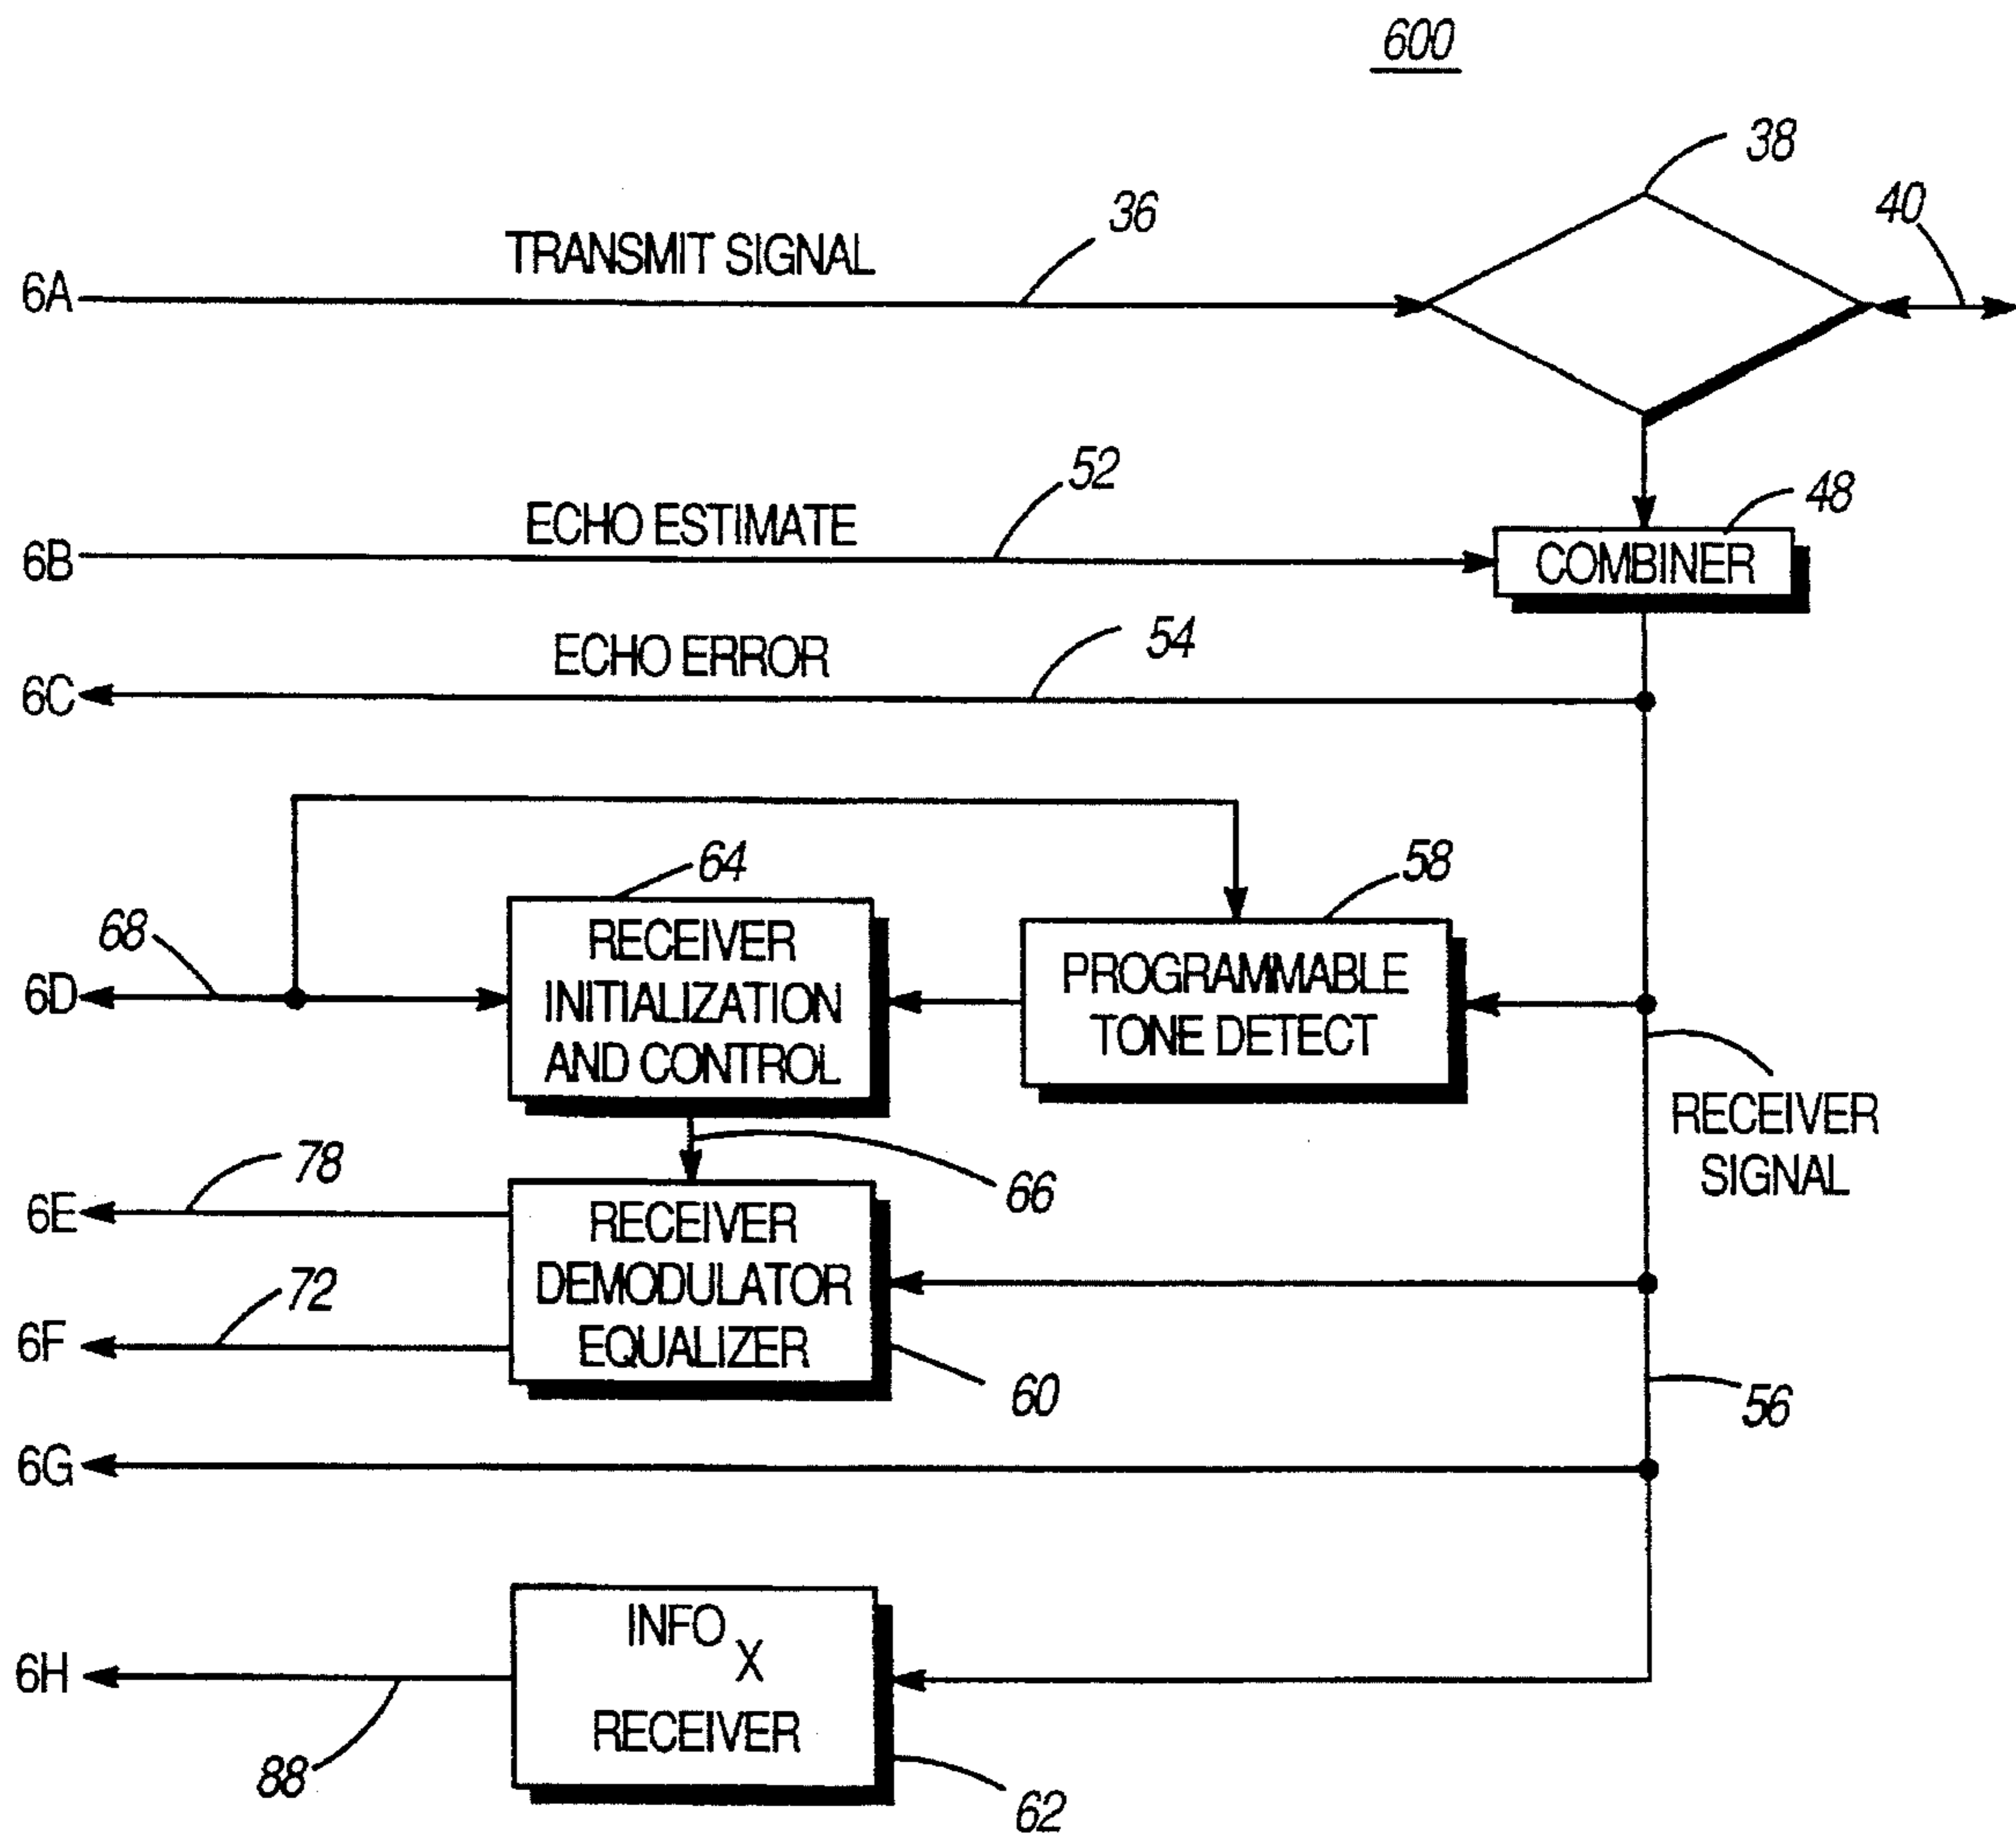 600
38
40
36
TRANSMIT SIGNAL
6A
52
48
ECHO ESTIMATE
6B
COMBINER
54
ECHO ERROR
6C
64
58
68
RECEIVER
INITIALIZATION
AND CONTROL
PROGRAMMABLE
TONE DETECT
6D
RECEIVER
SIGNAL
78
66
6E
RECEIVER
DEMODULATOR
EQUALIZER
72
6F
60
56
6G
INFO X
RECEIVER
6H
88
62